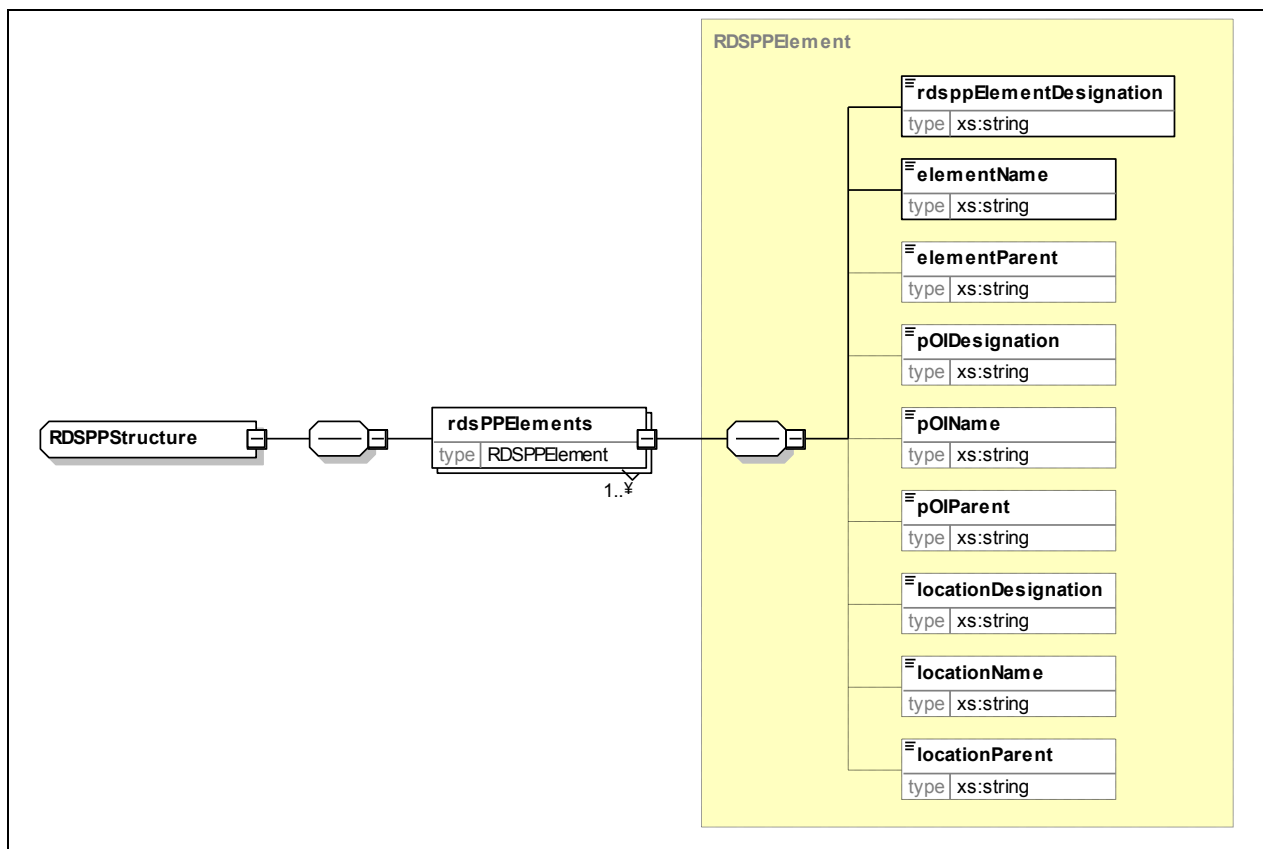 RDSPPElement
rdsppElementDesignation
type xs:string
elementName
type xs:string
elementParent
type xs:string
pOIDesignation
type xs:string
pOIName
type xs:string
pOIParent
type xs:string
locationDesignation
type xs:string
locationName
type xs:string
locationParent
type xs:string
RDSPPStructure
rdsPPElements
type RDSPPElement
1..¥